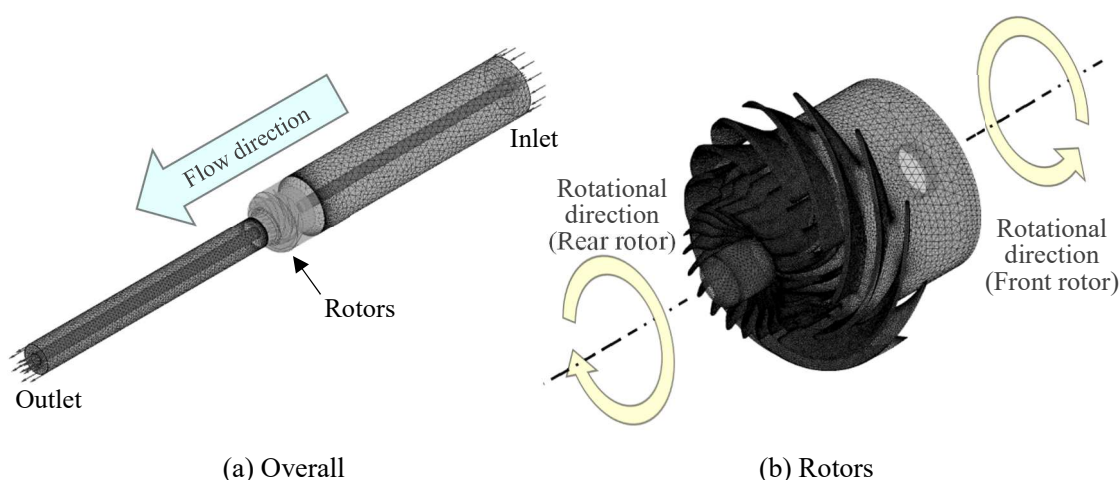 Flow direction
Inlet
Rotors
Outlet
(a) Overall
Rotational
direction
(Rear rotor)
Rotational
direction
(Front rotor)
(b) Rotors